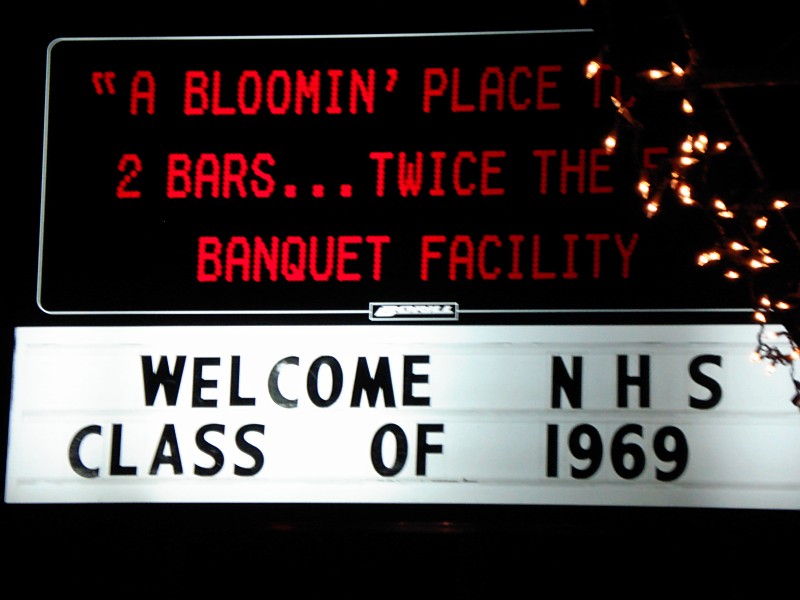 “A BLOOMIN’ PLACE
2 BARS...TWICE THE
BANQUET FACILITY
WELCOME NHS
CLASS OF 1969